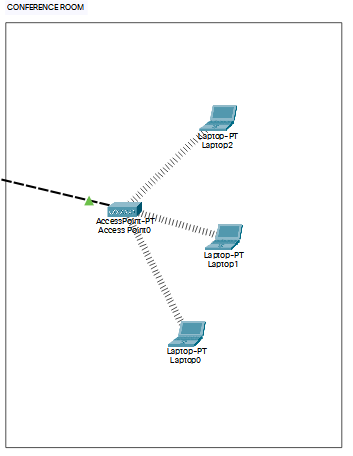 CONFERENCE ROOM
Laptop-PT
Laptop2
AccessPoint-PT
Access Point0
Laptop-PT
Laptop1
Laptop-PT
Laptop0